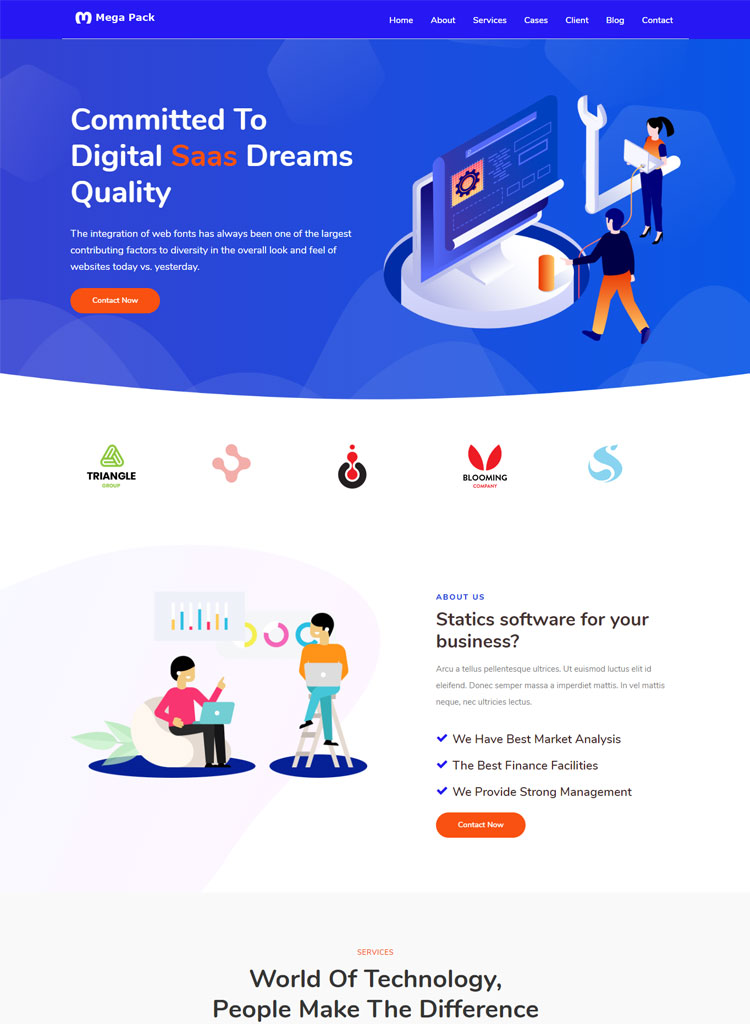 Mega Pack
Home About Services Cases Client Blog Contact
Committed To
Digital Saas Dreams
Quality
The integration of web fonts has always been one of the largest
contributing factors to diversity in the overall look and feel of
websites today vs. yesterday.
Contact Now
TRIANGLE
GROUP
BLOOMING
COMPANY
ABOUT US
Statics software for your
business?
Arcu a tellus pellentesque ultrices. Ut euismod luctus elit id
eleifend. Donec semper massa a imperdiet mattis. In vel mattis
neque, nec ultricies lectus.
We Have Best Market Analysis
The Best Finance Facilities
We Provide Strong Management
Contact Now
SERVICES
World Of Technology,
People Make The Difference